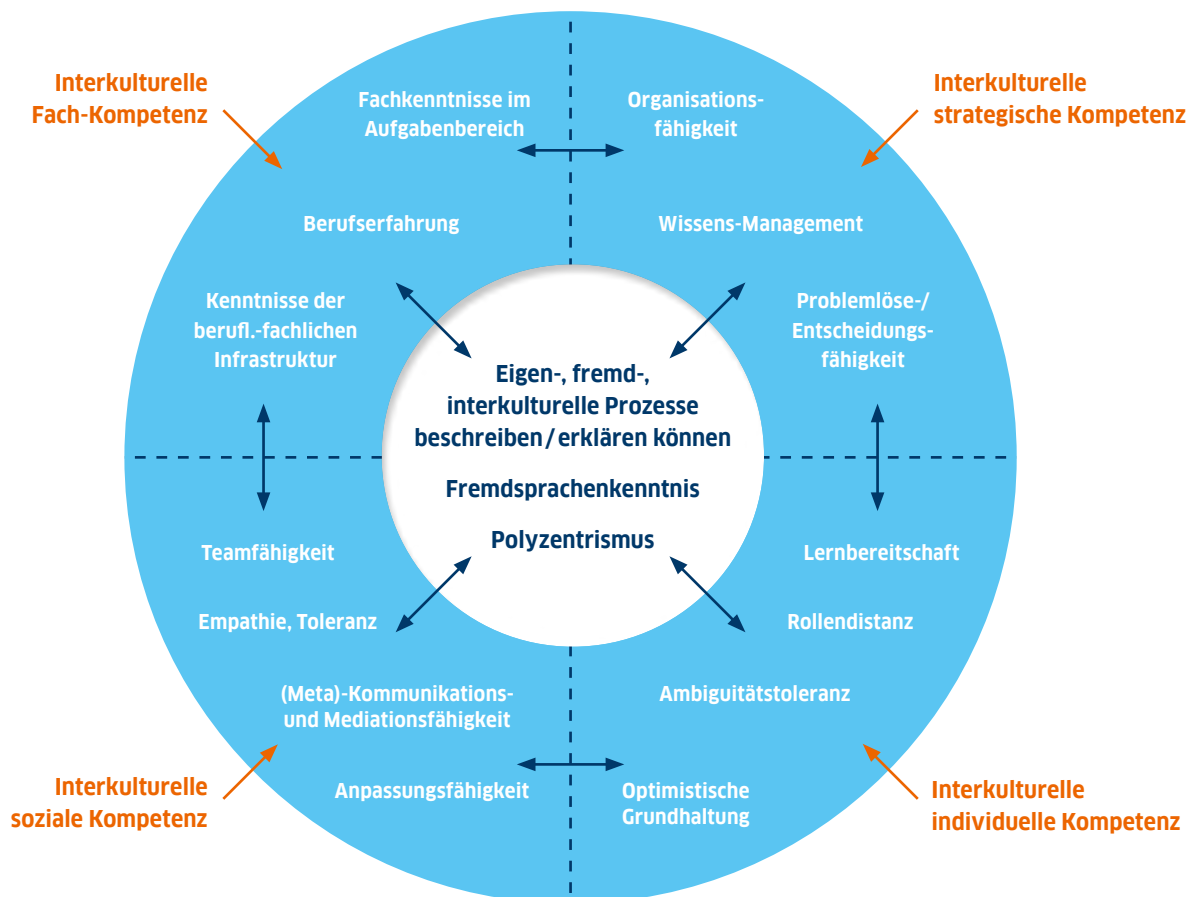 Interkulturelle
Fach-Kompetenz
Fachkenntnisse im
Aufgabenbereich
Berufserfahrung
Kenntnisse der
berufl.-fachlichen
Infrastruktur
Organisations-
fähigkeit
Wissens-Management
Problemlöse-/
Entscheidungs-
fähigkeit
Interkulturelle
strategische Kompetenz
Eigen-, fremd-,
interkulturelle Prozesse
beschreiben/erklären können
Fremdsprachenkenntnis
Polyzentrismus
Teamfähigkeit
Empathie, Toleranz
(Meta)-Kommunikations-
und Mediationsfähigkeit
Anpassungsfähigkeit
Interkulturelle
soziale Kompetenz
Lernbereitschaft
Rollendistanz
Ambiguitätstoleranz
Optimistische
Grundhaltung
Interkulturelle
individuelle Kompetenz